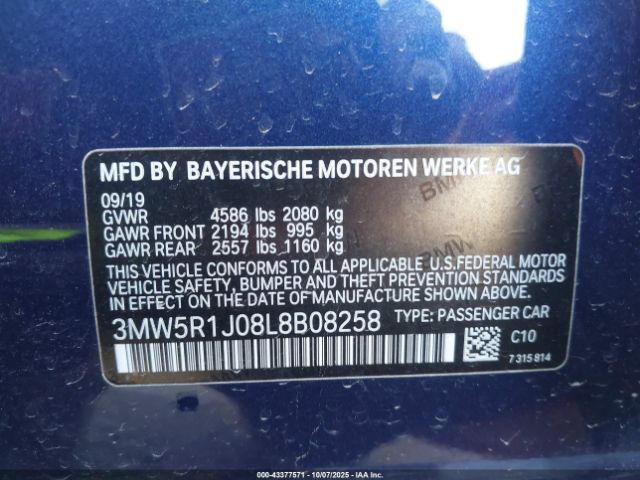 MFD BY BAYERISCHE MOTOREN WERKE AG
09/19
GVWR 4586 lbs 2080 kg
GAWR FRONT 2194 lbs 995 kg
GAWR REAR 2557 lbs 1160 kg
BMW
BMW
THIS VEHICLE CONFORMS TO ALL APPLICABLE U.S.FEDERAL MOTOR
VEHICLE SAFETY, BUMPER AND THEFT PREVENTION STANDARDS
IN EFFECT ON THE DATE OF MANUFACTURE SHOWN ABOVE.
3MW5R1J08L8B08258 TYPE: PASSENGER CAR
C10
7 315 814
000-43377571 - 10/07/2025 - IAA Inc.